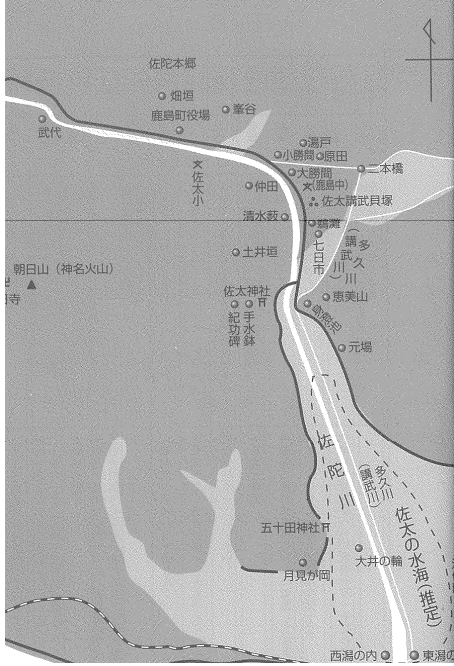 佐陀本郷
畑垣
峯谷
鹿島町役場
武代
湯戸
小勝間
原田
二本橋
大勝間
(鹿島中)
佐太小
仲田
佐太講武貝塚
清水薮
鵜灘
七日市
多久川
(講武川)
土井垣
朝日山(神名火山)
佐太神社
恵美山
手水鉢
紀功碑
元場
佐陀川
多久川
(講武川)
佐太の水海(推定)
五十田神社
大井の輪
月見が岡
西潟の内
東潟の